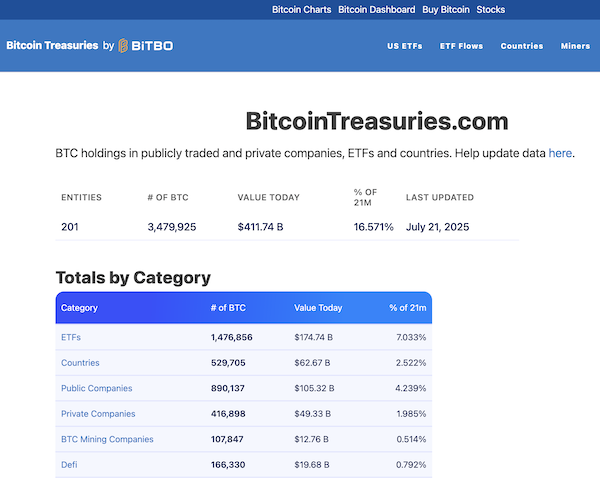 Bitcoin Charts Bitcoin Dashboard Buy Bitcoin Stocks
Bitcoin Treasuries by BiTBO US ETFs ETF Flows Countries Miners
BitcoinTreasuries.com
BTC holdings in publicly traded and private companies, ETFs and countries. Help update data here.
ENTITIES # OF BTC VALUE TODAY % OF 21M LAST UPDATED
201 3,479,925 $411.74 B 16.571% July 21, 2025
Totals by Category
Category # of BTC Value Today % of 21m
ETFs 1,476,856 $174.74 B 7.033%
Countries 529,705 $62.67 B 2.522%
Public Companies 890,137 $105.32 B 4.239%
Private Companies 416,898 $49.33 B 1.985%
BTC Mining Companies 107,847 $12.76 B 0.514%
Defi 166,330 $19.68 B 0.792%